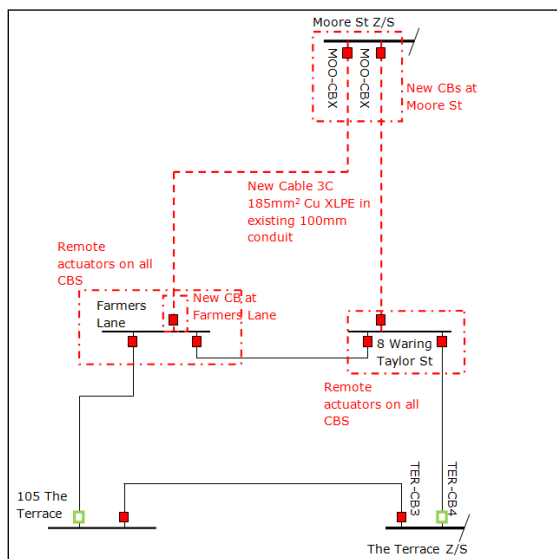 Moore St Z/S
MOO-CBX
MOO-CBX
New CBs at
Moore St
New Cable 3C
185mm² Cu XLPE in
existing 100mm
conduit
Remote
actuators on all
CBS
Farmers
Lane
New CB at
Farmers Lane
8 Waring
Taylor St
Remote
actuators on all
CBS
105 The
Terrace
TER-CB3
TER-CB4
The Terrace Z/S